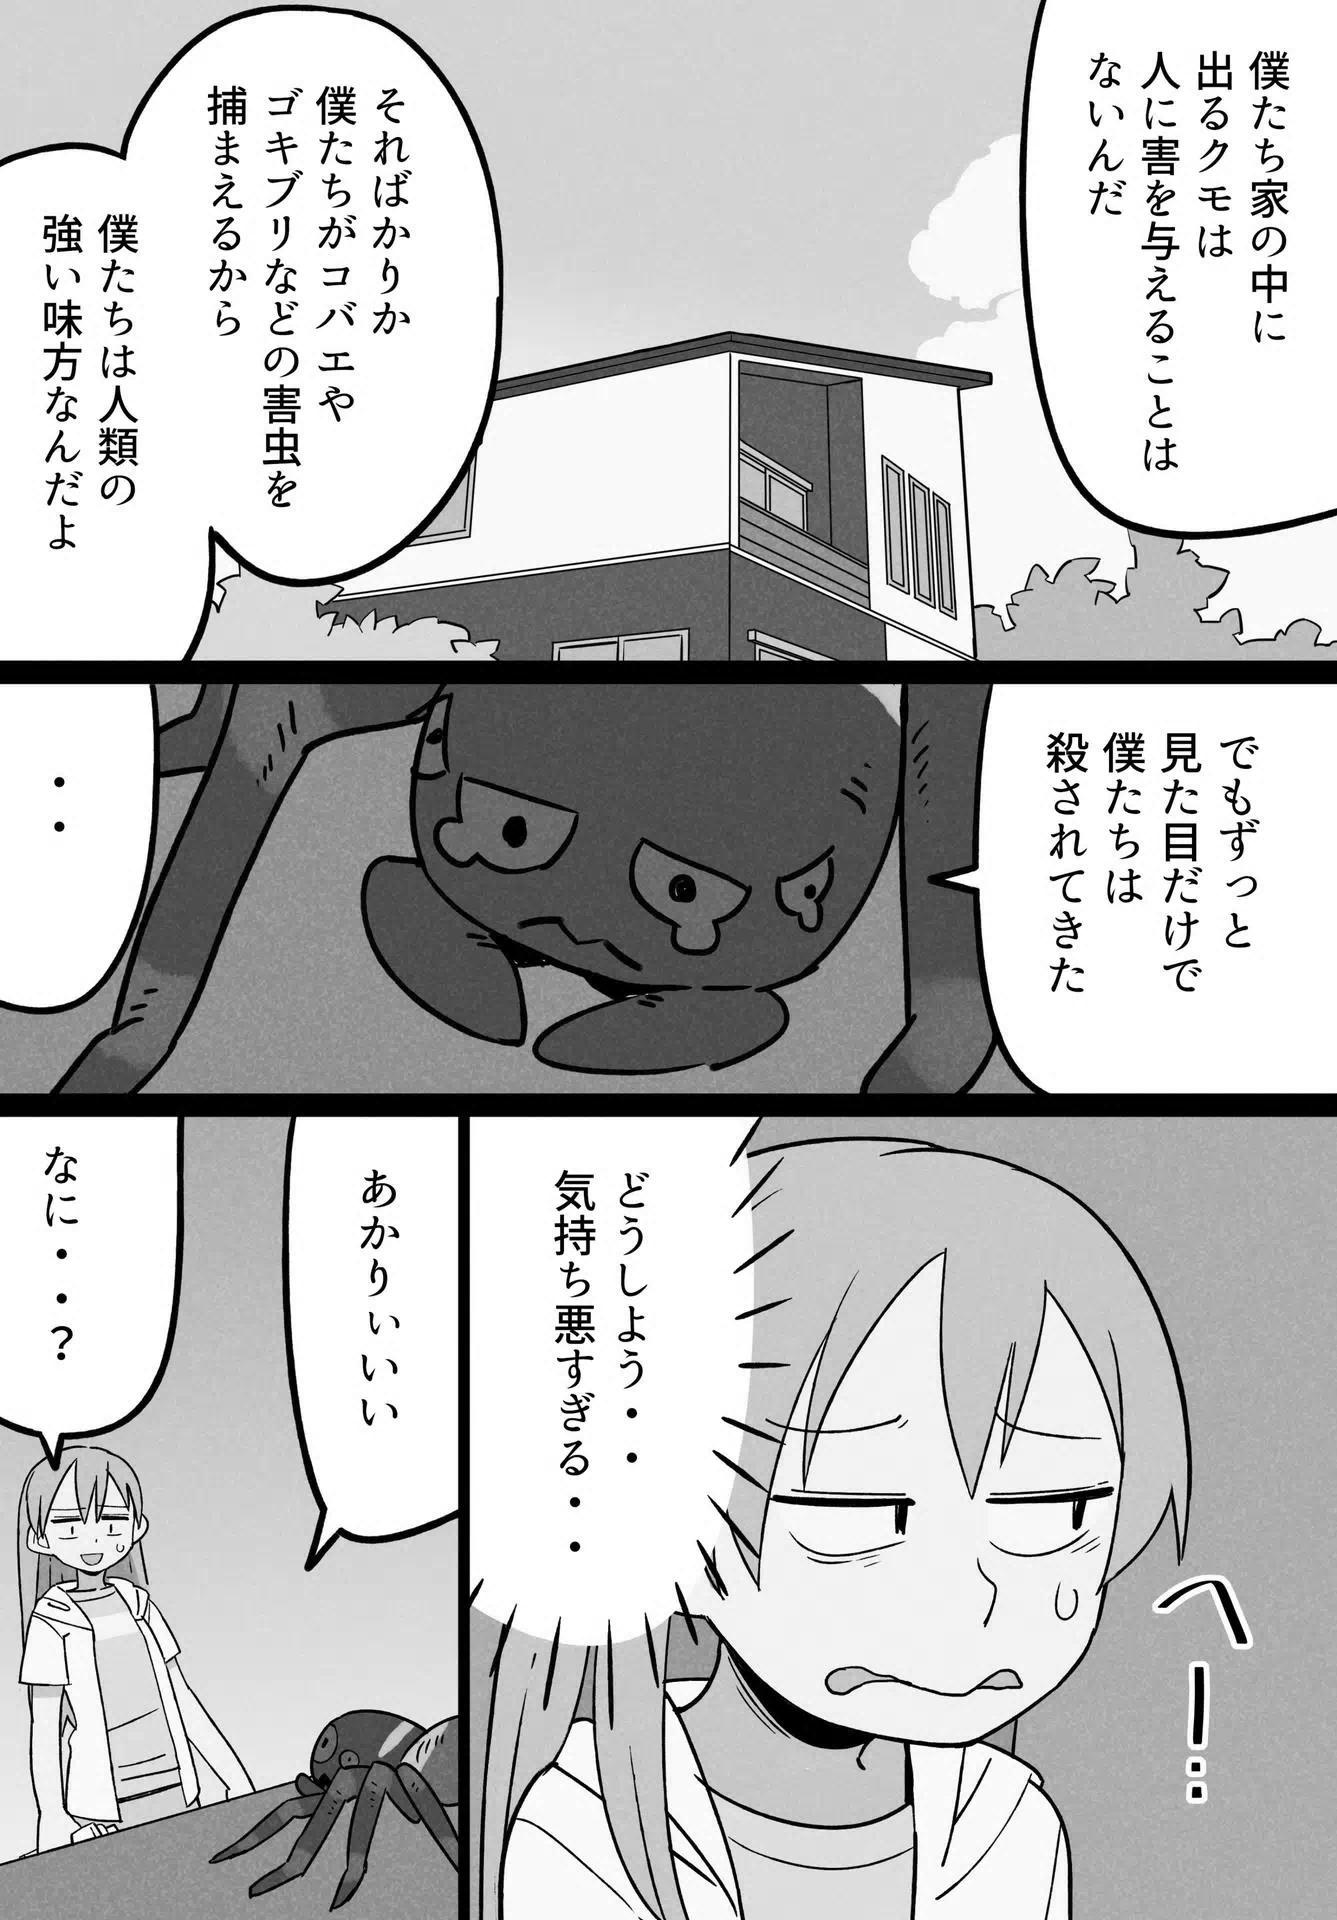 僕たち家の中に
出るクモは
人に害を与えることは
ないんだ
そればかりか
僕たちがコバエや
ゴキブリなどの害虫を
捕まえるから
僕たちは人類の
強い味方なんだよ
でもずっと
見た目だけで
僕たちは
殺されてきた
・・
どうしよう・・
気持ち悪すぎる・・
へー…
あかりぃいい
なに・・?